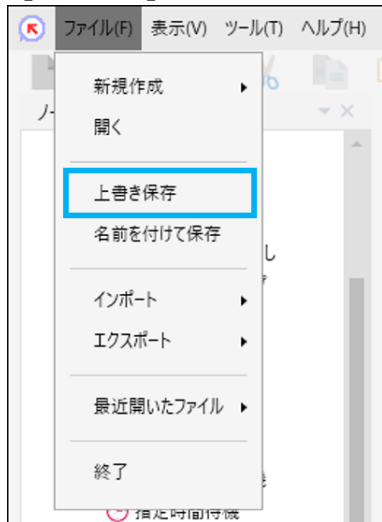 ファイル(F) 表示(V) ツール(T) ヘルプ(H)
新規作成
開く
上書き保存
名前を付けて保存
インポート
エクスポート
最近開いたファイル
終了
指定時間待機